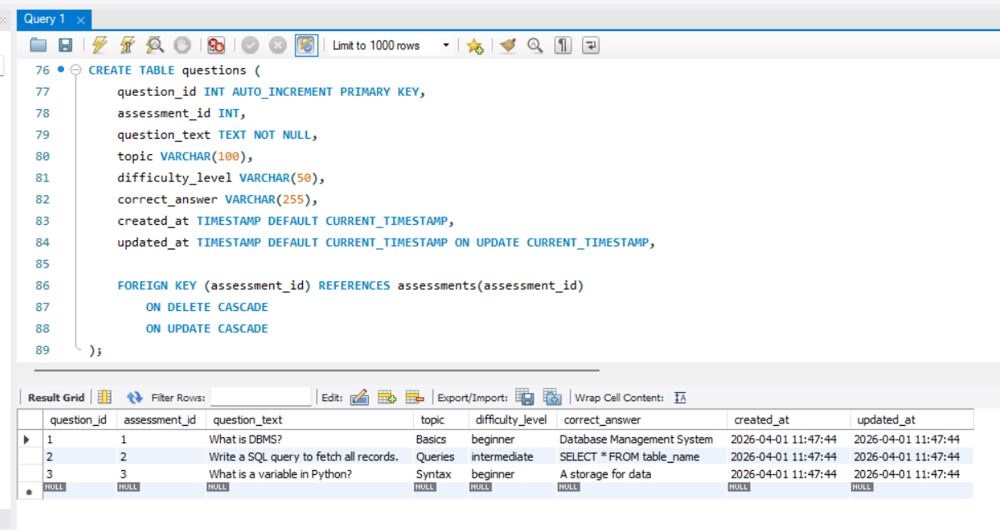 Query 1
Limit to 1000 rows
76 CREATE TABLE questions (
77 question_id INT AUTO_INCREMENT PRIMARY KEY,
78 assessment_id INT,
79 question_text TEXT NOT NULL,
80 topic VARCHAR(100),
81 difficulty_level VARCHAR(50),
82 correct_answer VARCHAR(255),
83 created_at TIMESTAMP DEFAULT CURRENT_TIMESTAMP,
84 updated_at TIMESTAMP DEFAULT CURRENT_TIMESTAMP ON UPDATE CURRENT_TIMESTAMP,
85
86 FOREIGN KEY (assessment_id) REFERENCES assessments(assessment_id)
87 ON DELETE CASCADE
88 ON UPDATE CASCADE
89 );
Result Grid Filter Rows: Edit: Export/Import: Wrap Cell Content: IA
question_id assessment_id question_text topic difficulty_level correct_answer created_at updated_at
1 1 What is DBMS? Basics beginner Database Management System 2026-04-01 11:47:44 2026-04-01 11:47:44
2 2 Write a SQL query to fetch all records. Queries intermediate SELECT * FROM table_name 2026-04-01 11:47:44 2026-04-01 11:47:44
3 3 What is a variable in Python? Syntax beginner A storage for data 2026-04-01 11:47:44 2026-04-01 11:47:44
NULL NULL NULL NULL NULL NULL NULL NULL